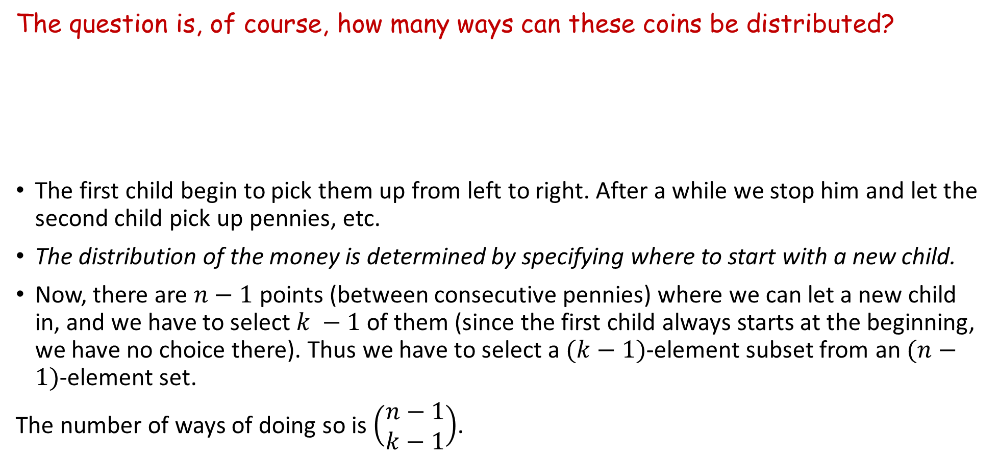 The question is, of course, how many ways can these coins be distributed?
• The first child begin to pick them up from left to right. After a while we stop him and let the
second child pick up pennies, etc.
• The distribution of the money is determined by specifying where to start with a new child.
• Now, there are n − 1 points (between consecutive pennies) where we can let a new child
in, and we have to select k − 1 of them (since the first child always starts at the beginning,
we have no choice there). Thus we have to select a (k − 1)-element subset from an (n −
1)-element set.
The number of ways of doing so is (n − 1
k − 1).